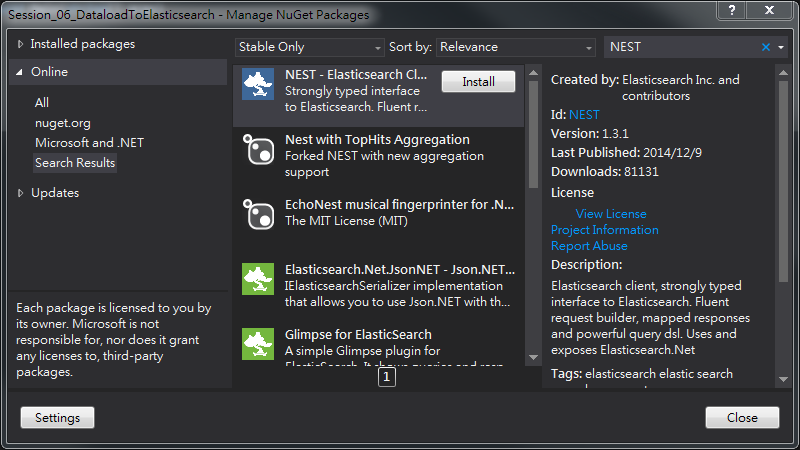 Session_06_DataloadToElasticsearch - Manage NuGet Packages
Installed packages
Online
All
nuget.org
Microsoft and .NET
Search Results
Updates
Each package is licensed to you by
its owner. Microsoft is not
responsible for, nor does it grant
any licenses to, third-party
packages.
Settings
Stable Only
Sort by: Relevance
NEST - Elasticsearch Cl...
Strongly typed interface
to Elasticsearch. Fluent r...
Install
Nest with TopHits Aggregation
Forked NEST with new aggregation
support
EchoNest musical fingerprinter for .N...
The MIT License (MIT)
Elasticsearch.Net.JsonNET - Json.NET...
IElasticsearchSerializer implementation
that allows you to use Json.NET with th...
Glimpse for ElasticSearch
A simple Glimpse plugin for
1
NEST
Created by: Elasticsearch Inc. and
contributors
Id: NEST
Version: 1.3.1
Last Published: 2014/12/9
Downloads: 81131
License
View License
Project Information
Report Abuse
Description:
Elasticsearch client, strongly typed
interface to Elasticsearch. Fluent
request builder, mapped responses
and powerful query dsl. Uses and
exposes Elasticsearch.Net
Tags: elasticsearch elastic search
Close